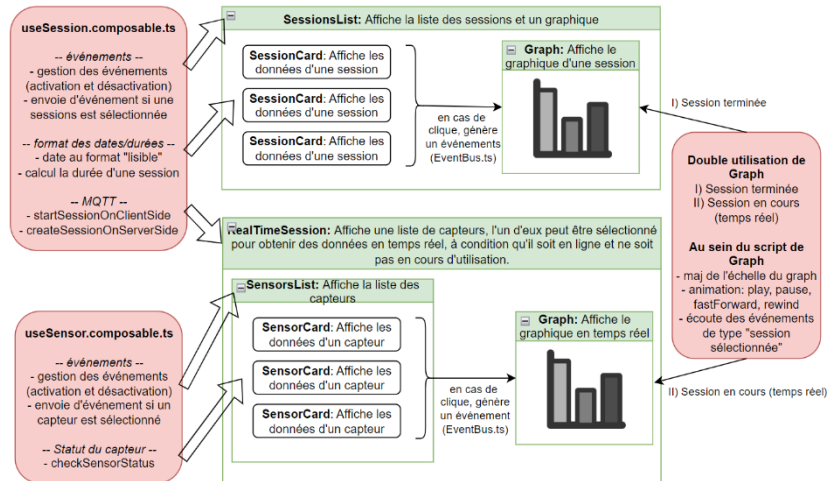 useSession.composable.ts
-- événements --
- gestion des événements
(activation et désactivation)
- envoie d'événement si une
sessions est sélectionnée
-- format des dates/durées --
- date au format "lisible"
- calcul la durée d'une session
-- MQTT --
- startSessionOnClientSide
- createSessionOnServerSide
SessionsList: Affiche la liste des sessions et un graphique
SessionCard: Affiche les
données d'une session
SessionCard: Affiche les
données d'une session
SessionCard: Affiche les
données d'une session
en cas de
clique, génère
un événements
(EventBus.ts)
Graph: Affiche le
graphique d'une session
I) Session terminée
Double utilisation de
Graph
I) Session terminée
II) Session en cours
(temps réel)
Au sein du script de
Graph
- maj de l'échelle du graph
- animation: play, pause,
fastForward, rewind
- écoute des événements
de type "session
sélectionnée"
II) Session en cours (temps réel)
RealTimeSession: Affiche une liste de capteurs, l'un d'eux peut être sélectionné
pour obtenir des données en temps réel, à condition qu'il soit en ligne et ne soit
pas en cours d'utilisation.
SensorsList: Affiche la liste des
capteurs
SensorCard: Affiche les
données d'un capteur
SensorCard: Affiche les
données d'un capteur
SensorCard: Affiche les
données d'un capteur
en cas de
clique, génère
un événement
(EventBus.ts)
Graph: Affiche le
graphique en temps réel
useSensor.composable.ts
-- événements --
- gestion des événements
(activation et désactivation)
- envoie d'événement si un
capteur est sélectionné
-- Statut du capteur --
- checkSensorStatus